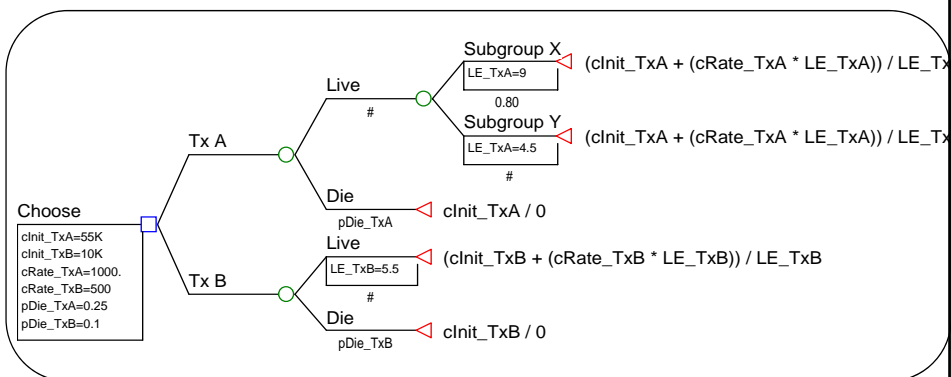 Subgroup X
LE_TxA=9
0.80
(cInit_TxA + (cRate_TxA * LE_TxA)) / LE_Tx
Live
#
Subgroup Y
LE_TxA=4.5
#
(cInit_TxA + (cRate_TxA * LE_TxA)) / LE_Tx
Tx A
Die
pDie_TxA
cInit_TxA / 0
Choose
cInit_TxA=55K
cInit_TxB=10K
cRate_TxA=1000.
cRate_TxB=500
pDie_TxA=0.25
pDie_TxB=0.1
Tx B
Live
LE_TxB=5.5
#
(cInit_TxB + (cRate_TxB * LE_TxB)) / LE_TxB
Die
pDie_TxB
cInit_TxB / 0